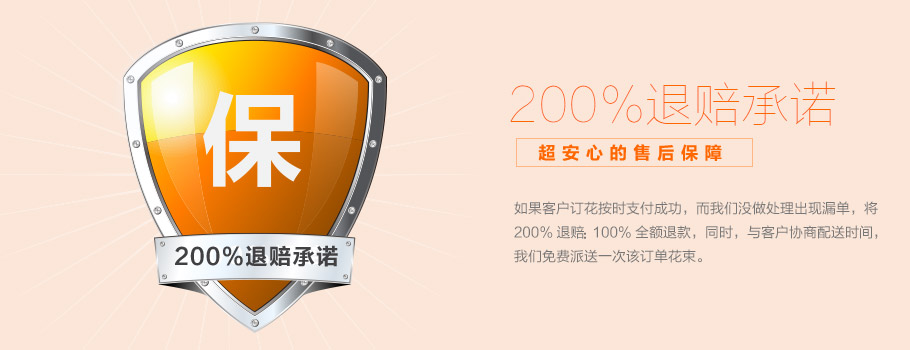 保
200%退赔承诺
200%退赔承诺
超安心的售后保障
如果客户订花按时支付成功，而我们没做处理出现漏单，将
200% 退赔: 100% 全额退款，同时，与客户协商配送时间，
我们免费派送一次该订单花束。